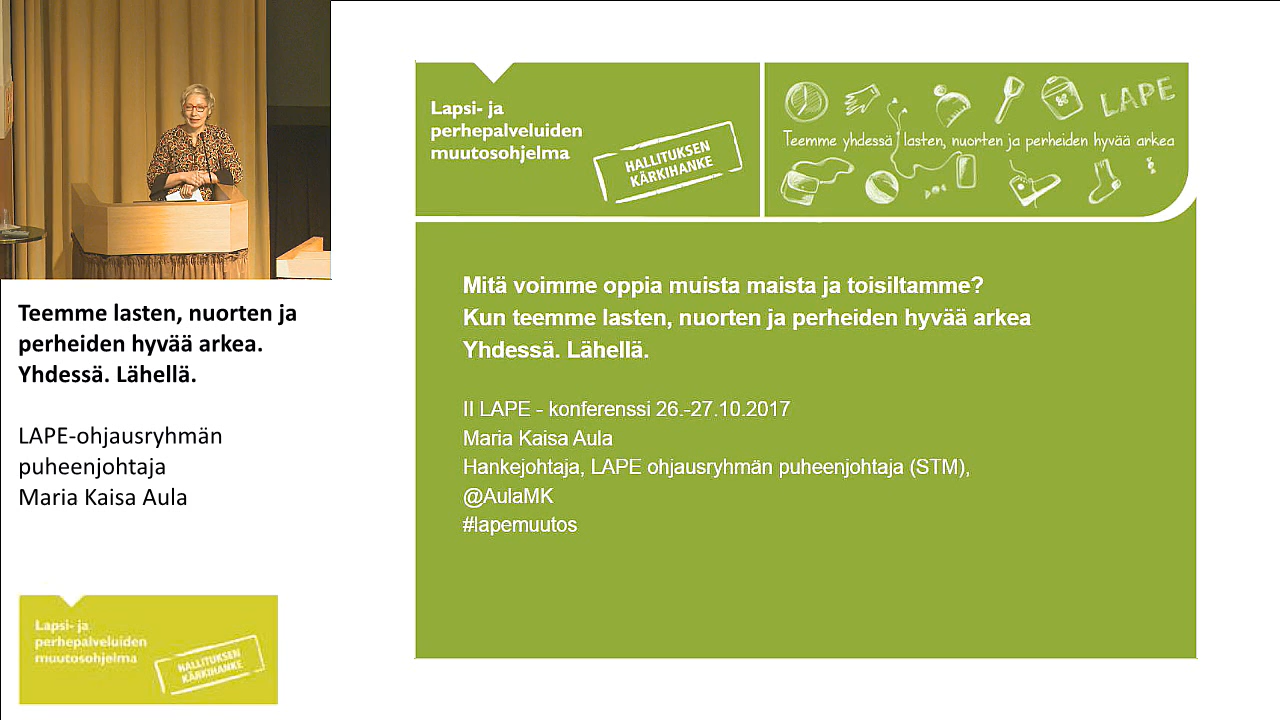 Teemme lasten, nuorten ja
perheiden hyvää arkea.
Yhdessä. Lähellä.
LAPE-ohjausryhmän
puheenjohtaja
Maria Kaisa Aula
Lapsi- ja
perhepalveluiden
muutosohjelma
HALLITUKSEN
KÄRKIHANKE
Lapsi- ja
perhepalveluiden
muutosohjelma
HALLITUKSEN
KÄRKIHANKE
LAPE
Teemme yhdessä lasten, nuorten ja perheiden hyvää arkea
Mitä voimme oppia muista maista ja toisiltamme?
Kun teemme lasten, nuorten ja perheiden hyvää arkea
Yhdessä. Lähellä.
II LAPE - konferenssi 26.-27.10.2017
Maria Kaisa Aula
Hankejohtaja, LAPE ohjausryhmän puheenjohtaja (STM),
@AulaMK
#lapemuutos